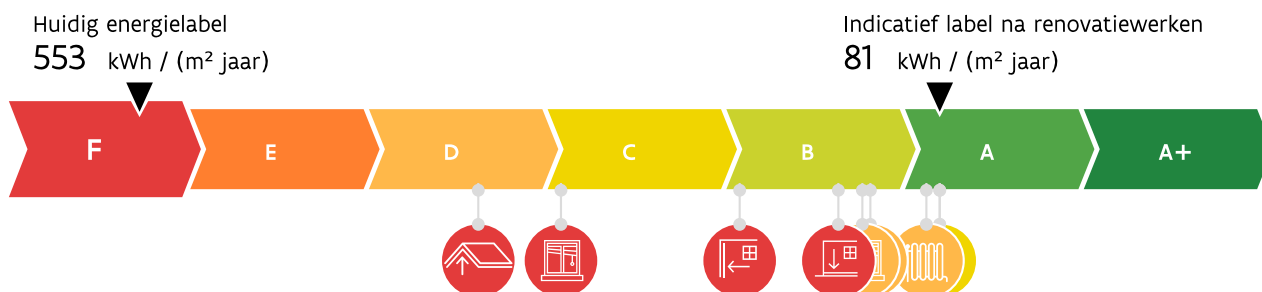 Huidig energielabel
553 kWh / (m² jaar)
Indicatief label na renovatiewerken
81 kWh / (m² jaar)
F E D C B A A+